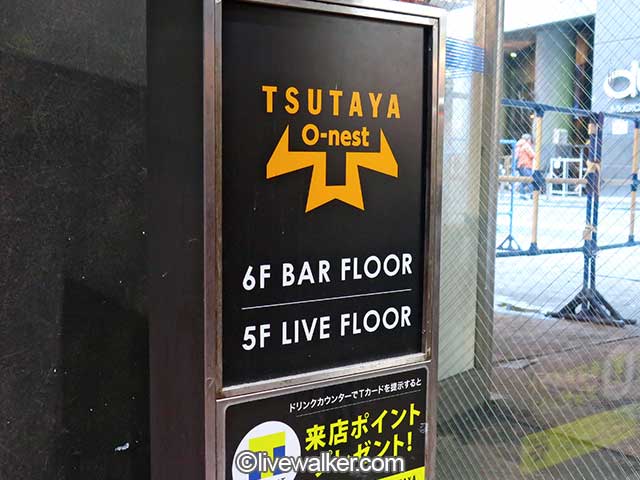 TSUTAYA
O-nest
6F BAR FLOOR
5F LIVE FLOOR
ドリンクカウンターでTカードを提示すると
来店ポイント
プレゼント!
©livewalker.com